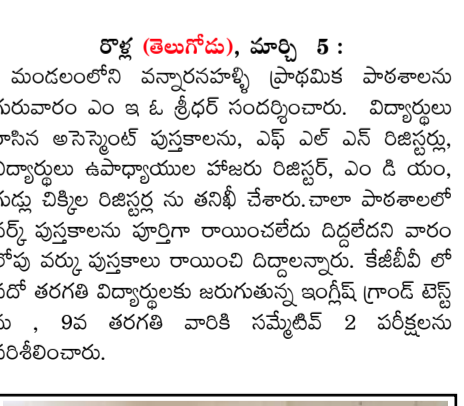 రొళ్ల (తెలుగోడు), మార్చి 5 :
మండలంలోని వన్నారనహళ్ళి ప్రాథమిక పాఠశాలను
గురువారం ఎం ఇ ఓ శ్రీధర్ సందర్శించారు. విద్యార్థులు
రాసిన అసెస్మెంట్ పుస్తకాలను, ఎఫ్ ఎల్ ఎన్ రిజిస్టర్లు,
విద్యార్థులు ఉపాధ్యాయుల హాజరు రిజిస్టర్, ఎం డి యం,
గుడ్లు చిక్కిల రిజిస్టర్ల ను తనిఖీ చేశారు.చాలా పాఠశాలలో
వర్క్ పుస్తకాలను పూర్తిగా రాయించలేదు దిద్దలేదని వారం
లోపు వర్కు పుస్తకాలు రాయించి దిద్దాలన్నారు. కేజీబీవీ లో
పదో తరగతి విద్యార్థులకు జరుగుతున్న ఇంగ్లీష్ గ్రాండ్ టెస్ట్
ను , 9వ తరగతి వారికి సమ్మేటివ్ 2 పరీక్షలను
పరిశీలించారు.